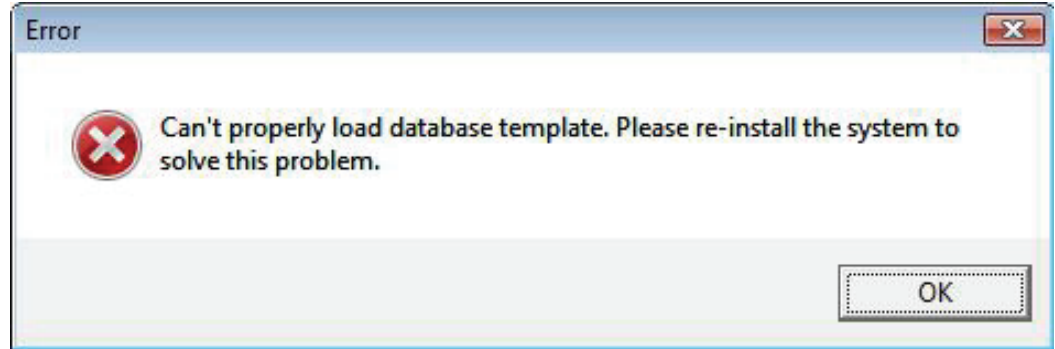 Error
Can't properly load database template. Please re-install the system to
solve this problem.
OK